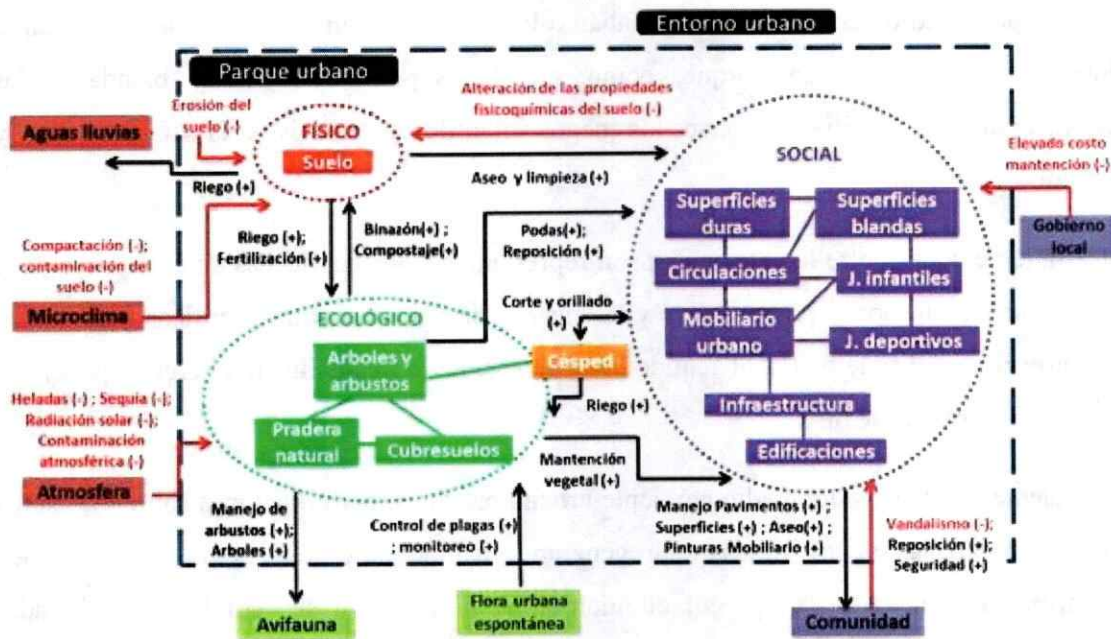 Entorno urbano
Parque urbano
Erosión del
suelo (-)
Aguas lluvias
Riego (+)
FÍSICO
Suelo
Alteración de las propiedades
fisicoquímicas del suelo (-)
Aseo y limpieza(+)
SOCIAL
Superficies
duras
Superficies
blandas
Circulaciones
J. infantiles
Mobiliario
urbano
J. deportivos
Infraestructura
Edificaciones
Elevado costo
mantención (-)
Gobierno
local
Compactación (-);
contaminación del
suelo (-)
Microclima
Riego (+);
Fertilización (+)
Binazón(+) ;
Compostaje(+)
Podas(+);
Reposición (+)
Corte y orillado
(+)
ECOLÓGICO
Arboles y
arbustos
Césped
Riego (+)
Pradera
natural
Cubresuelos
Heladas (-) ; Sequia (-);
Radiación solar (-);
Contaminación
atmosférica (-)
Atmosfera
Mantención
vegetal (+)
Manejo de
arbustos (+);
Arboles (+)
Control de plagas (+)
; monitoreo (+)
Manejo Pavimentos (+) ;
Superficies (+) ; Aseo(+) ;
Pinturas Mobiliario (+)
Vandalismo (-);
Reposición (+);
Seguridad (+)
Avifauna
Flora urbana
espontánea
Comunidad